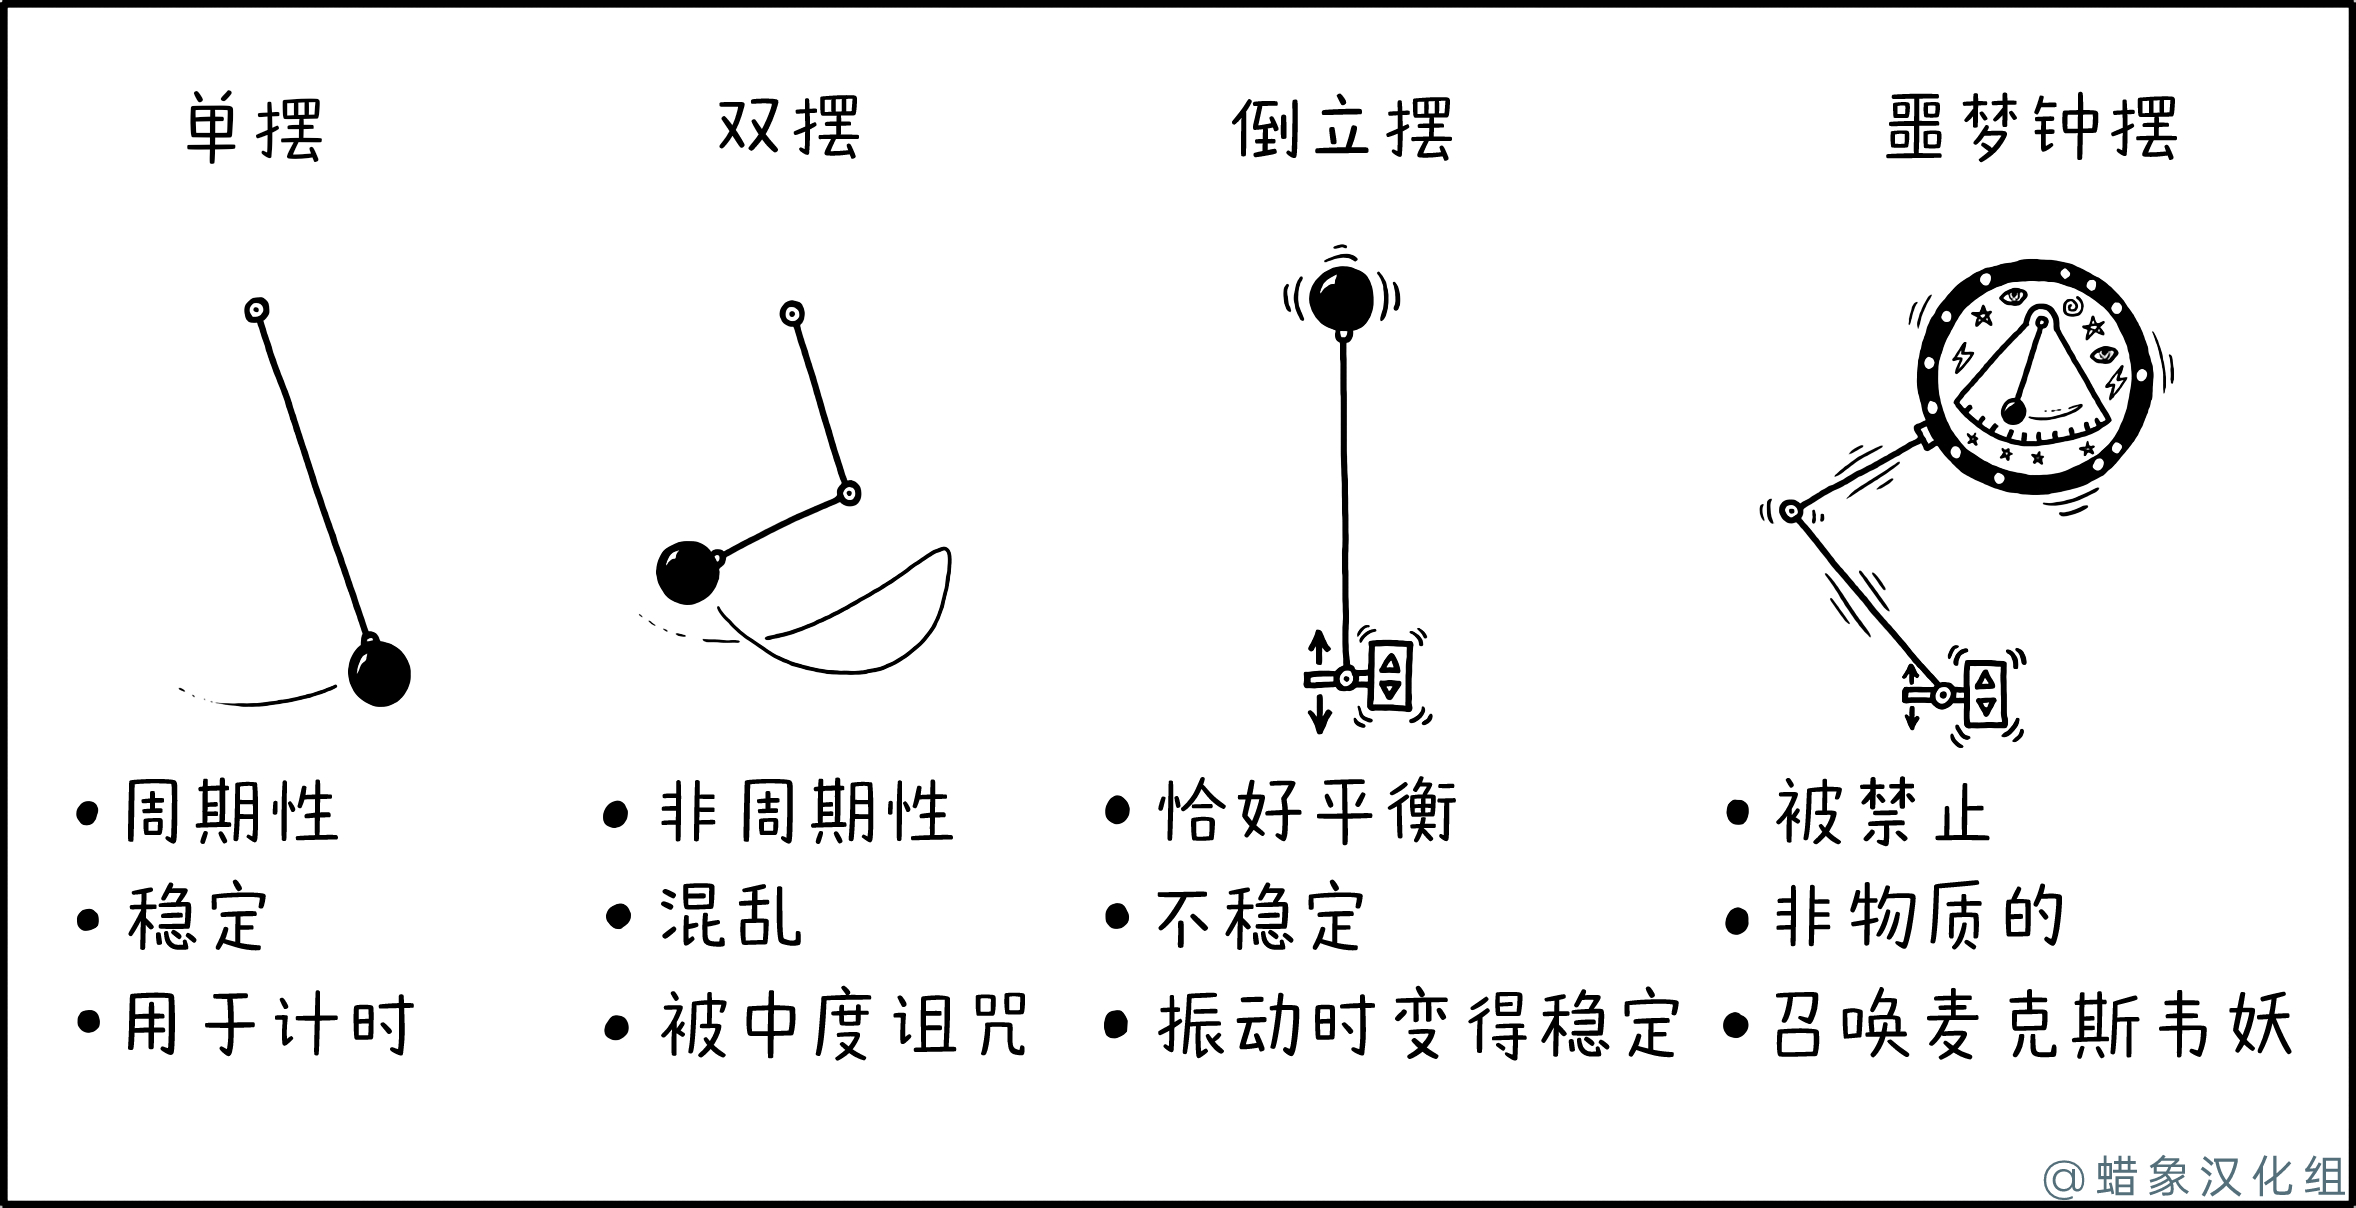 单摆
双摆
倒立摆
噩梦钟摆
• 周期性
• 稳定
• 用于计时
• 非周期性
• 混乱
• 被中度诅咒
• 恰好平衡
• 不稳定
• 振动时变得稳定
• 被禁止
• 非物质的
• 召唤麦克斯韦妖
@蜡象汉化组